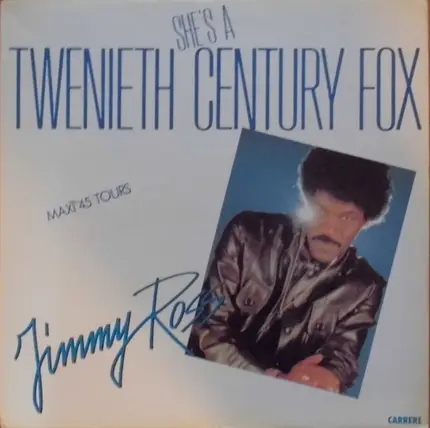 SHE'S A
TWENIETH CENTURY FOX
MAXI 45 TOURS
Jimmy Ross
CARRERE